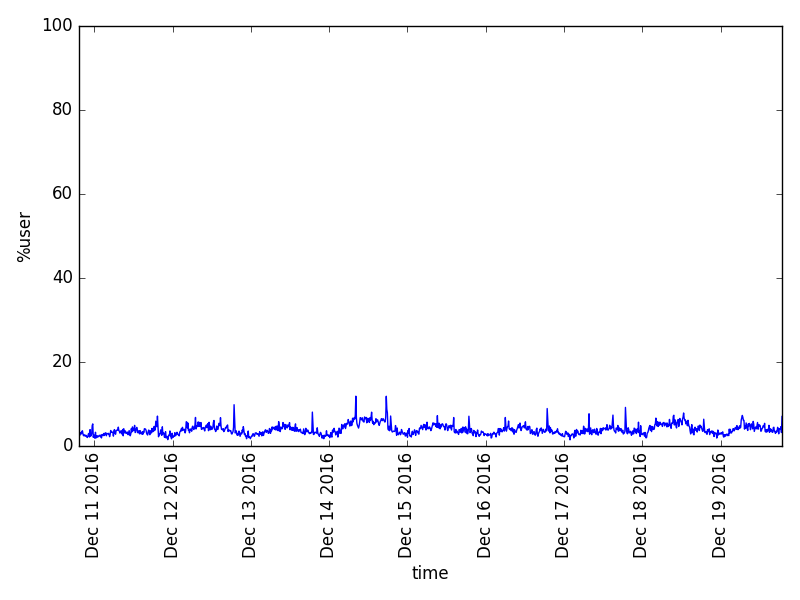 100
80
60
40
20
0
%user
Dec 11 2016
Dec 12 2016
Dec 13 2016
Dec 14 2016
Dec 15 2016
Dec 16 2016
Dec 17 2016
Dec 18 2016
Dec 19 2016
time